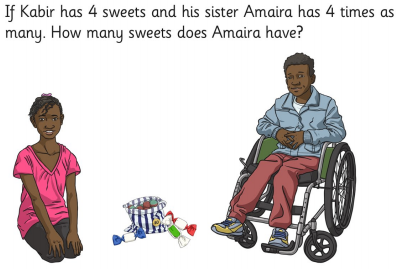 If Kabir has 4 sweets and his sister Amaira has 4 times as
many. How many sweets does Amaira have?